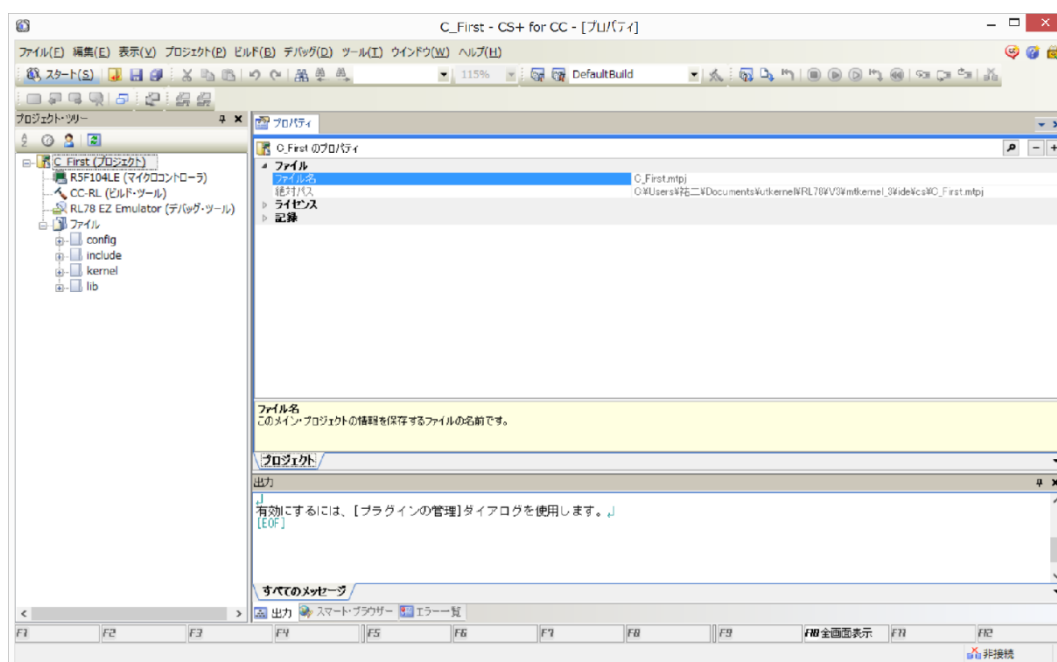 C_First - CS+ for CC - [プロパティ]
ファイル(F) 編集(E) 表示(V) プロジェクト(P) ビルド(B) デバッグ(D) ツール(T) ウインドウ(W) ヘルプ(H)
スタート(S) 115% DefaultBuild
プロジェクト・ツリー
C_First (プロジェクト)
R5F104LE (マイクロコントローラ)
CC-RL (ビルド・ツール)
RL78 EZ Emulator (デバッグ・ツール)
ファイル
config
include
kernel
lib
プロパティ
C_First のプロパティ
ファイル
ファイル名 C_First.mtpj
絶対パス C:¥Users¥祐二¥Documents¥utkernel¥RL78¥V3¥mtkernel_3¥ide¥cs¥C_First.mtpj
ライセンス
記録
ファイル名
このメイン・プロジェクトの情報を保存するファイルの名前です。
プロジェクト
出力
有効にするには、[プラグインの管理]ダイアログを使用します。
[EOF]
すべてのメッセージ
出力 スマート・ブラウザー エラー一覧
F1 F2 F3 F4 F5 F6 F7 F8 F9 F10 全画面表示 F11 F12
非接続